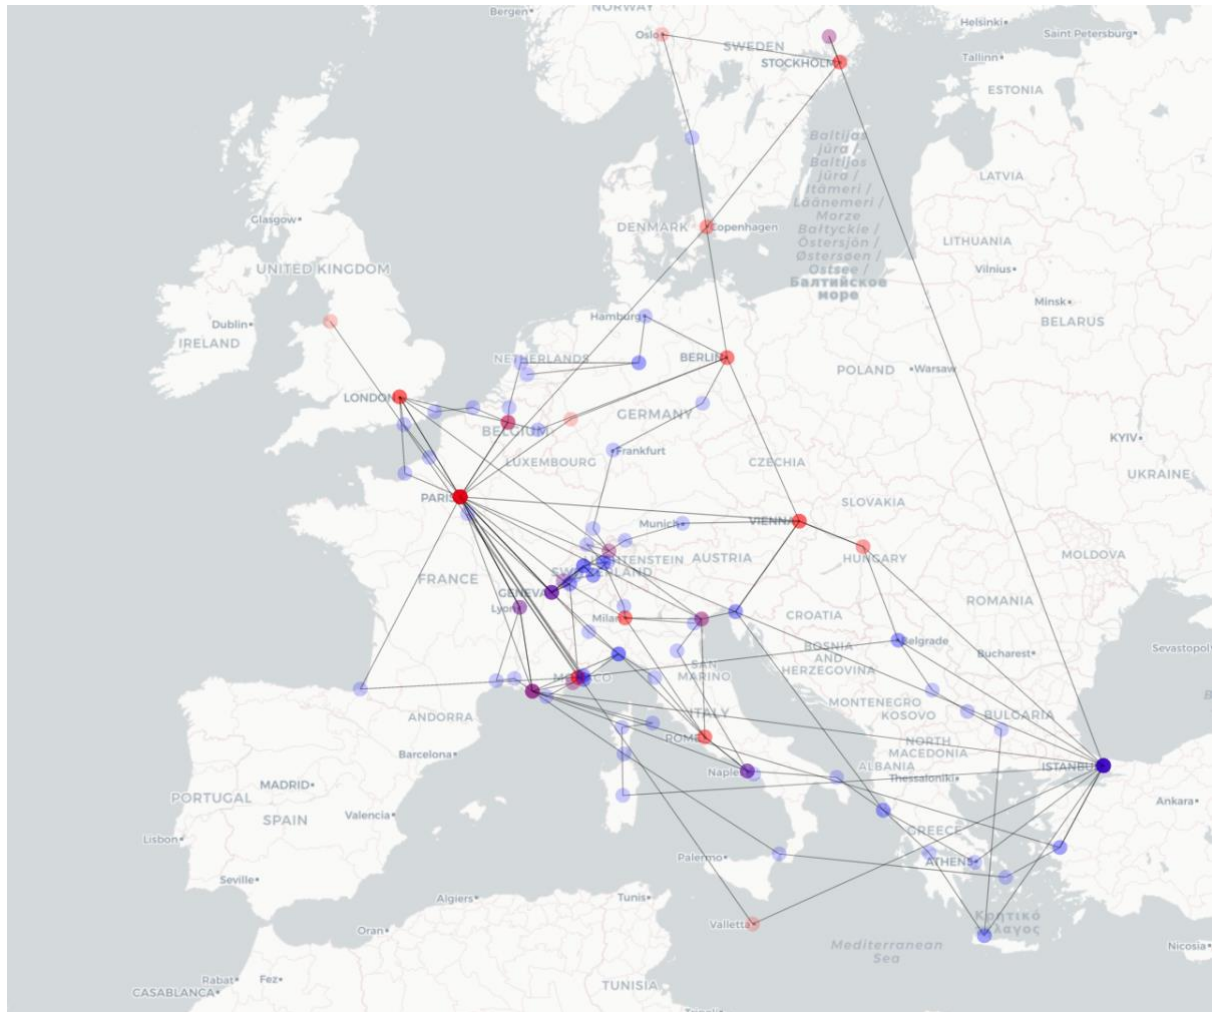 Bergen
NORWAY
Helsinki
Saint Petersburg
Oslo
SWEDEN
STOCKHOLM
Tallinn
ESTONIA
Baltijas
jūra /
Baltijos
jūra /
Itämeri /
Läänemeri /
Morze
Bałtyckie /
Östersjön /
Østersøen /
Ostsee /
Балтийское
море
LATVIA
Glasgow
DENMARK
Copenhagen
LITHUANIA
Vilnius
UNITED KINGDOM
Minsk
BELARUS
Dublin
IRELAND
Hamburg
NETHERLANDS
BERLIN
POLAND
Warsaw
LONDON
GERMANY
BELGIUM
KYIV
Frankfurt
LUXEMBOURG
CZECHIA
UKRAINE
PARIS
SLOVAKIA
Munich
VIENNA
HUNGARY
MOLDOVA
LIECHTENSTEIN
AUSTRIA
SWITZERLAND
FRANCE
GENEVA
Lyon
ROMANIA
Milan
CROATIA
BOSNIA
AND
HERZEGOVINA
Belgrade
Bucharest
Sevastopol
MONACO
SAN
MARINO
MONTENEGRO
KOSOVO
BULGARIA
ANDORRA
ITALY
ROME
NORTH
MACEDONIA
Barcelona
ALBANIA
ISTANBUL
Naples
Thessaloniki
MADRID
PORTUGAL
Ankara
SPAIN
Valencia
GREECE
Lisbon
Palermo
ATHENS
Seville
Algiers
Tunis
Valletta
Κρητικό
Oran
Mediterranean
Sea
Nicosia
Rabat
Fez
CASABLANCA
TUNISIA